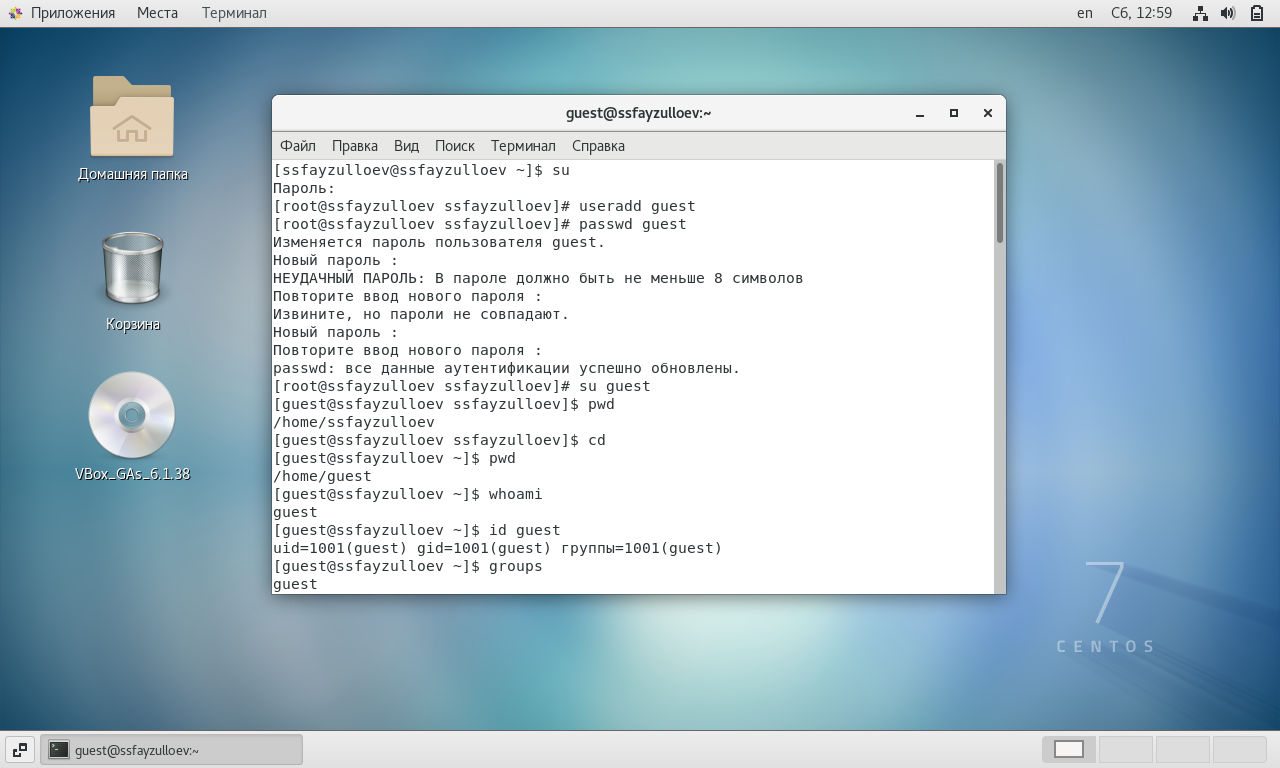 Приложения Места Терминал en Сб, 12:59
Домашняя папка
Корзина
VBox_GAs_6.1.38
guest@ssfayzulloev:~
Файл Правка Вид Поиск Терминал Справка
[ssfayzulloev@ssfayzulloev ~]$ su
Пароль:
[root@ssfayzulloev ssfayzulloev]# useradd guest
[root@ssfayzulloev ssfayzulloev]# passwd guest
Изменяется пароль пользователя guest.
Новый пароль :
НЕУДАЧНЫЙ ПАРОЛЬ: В пароле должно быть не меньше 8 символов
Повторите ввод нового пароля :
Извините, но пароли не совпадают.
Новый пароль :
Повторите ввод нового пароля :
passwd: все данные аутентификации успешно обновлены.
[root@ssfayzulloev ssfayzulloev]# su guest
[guest@ssfayzulloev ssfayzulloev]$ pwd
/home/ssfayzulloev
[guest@ssfayzulloev ssfayzulloev]$ cd
[guest@ssfayzulloev ~]$ pwd
/home/guest
[guest@ssfayzulloev ~]$ whoami
guest
[guest@ssfayzulloev ~]$ id guest
uid=1001(guest) gid=1001(guest) группы=1001(guest)
[guest@ssfayzulloev ~]$ groups
guest
7
CENTOS
guest@ssfayzulloev:~